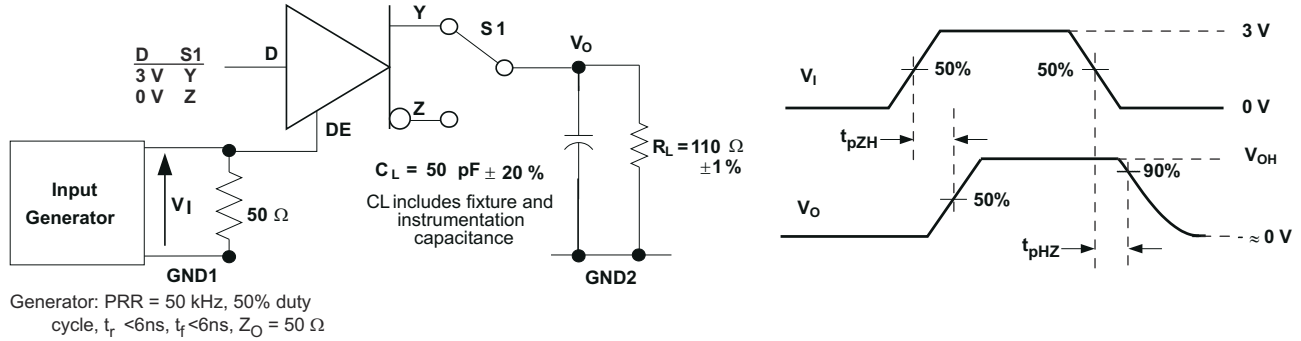 D S1
3 V Y
0 V Z
D
Y
S1
Z
DE
V_O
Input
Generator
V_I
50 Ω
GND1
C_L = 50 pF ± 20 %
CL includes fixture and
instrumentation
capacitance
R_L = 110 Ω
±1%
GND2
Generator: PRR = 50 kHz, 50% duty
cycle, t_r <6ns, t_f <6ns, Z_O = 50 Ω
V_I
50%
50%
3 V
0 V
t_pZH
V_O
50%
V_OH
90%
t_pHZ
≈ 0 V